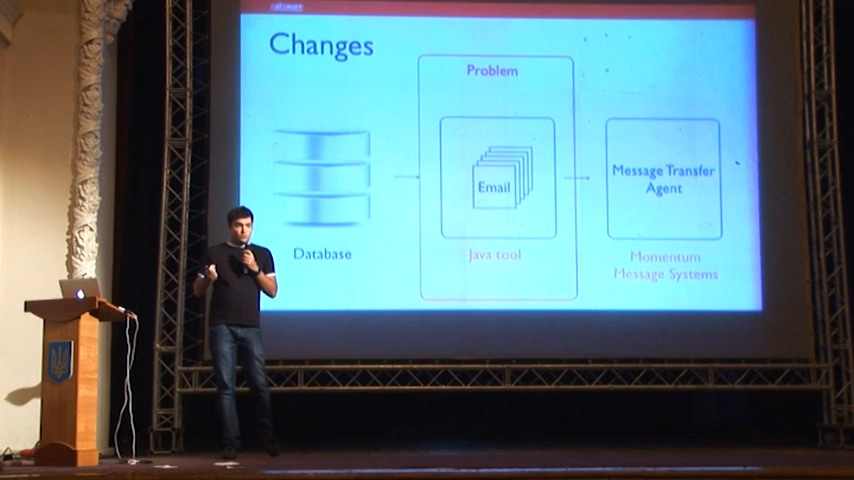 Changes
Problem
Email
Message Transfer
Agent
Database
Java tool
Momentum
Message Systems